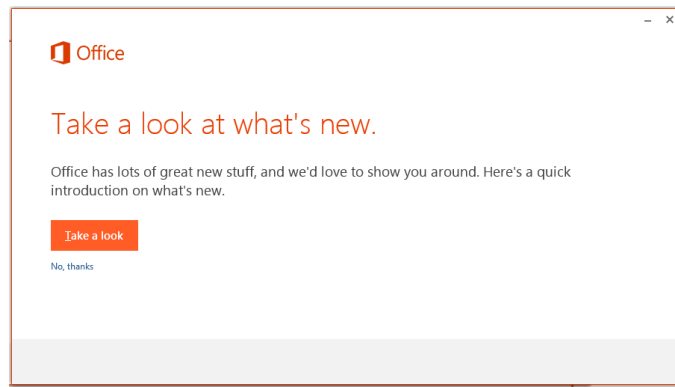 Office
Take a look at what's new.
Office has lots of great new stuff, and we'd love to show you around. Here's a quick
introduction on what's new.
Take a look
No, thanks